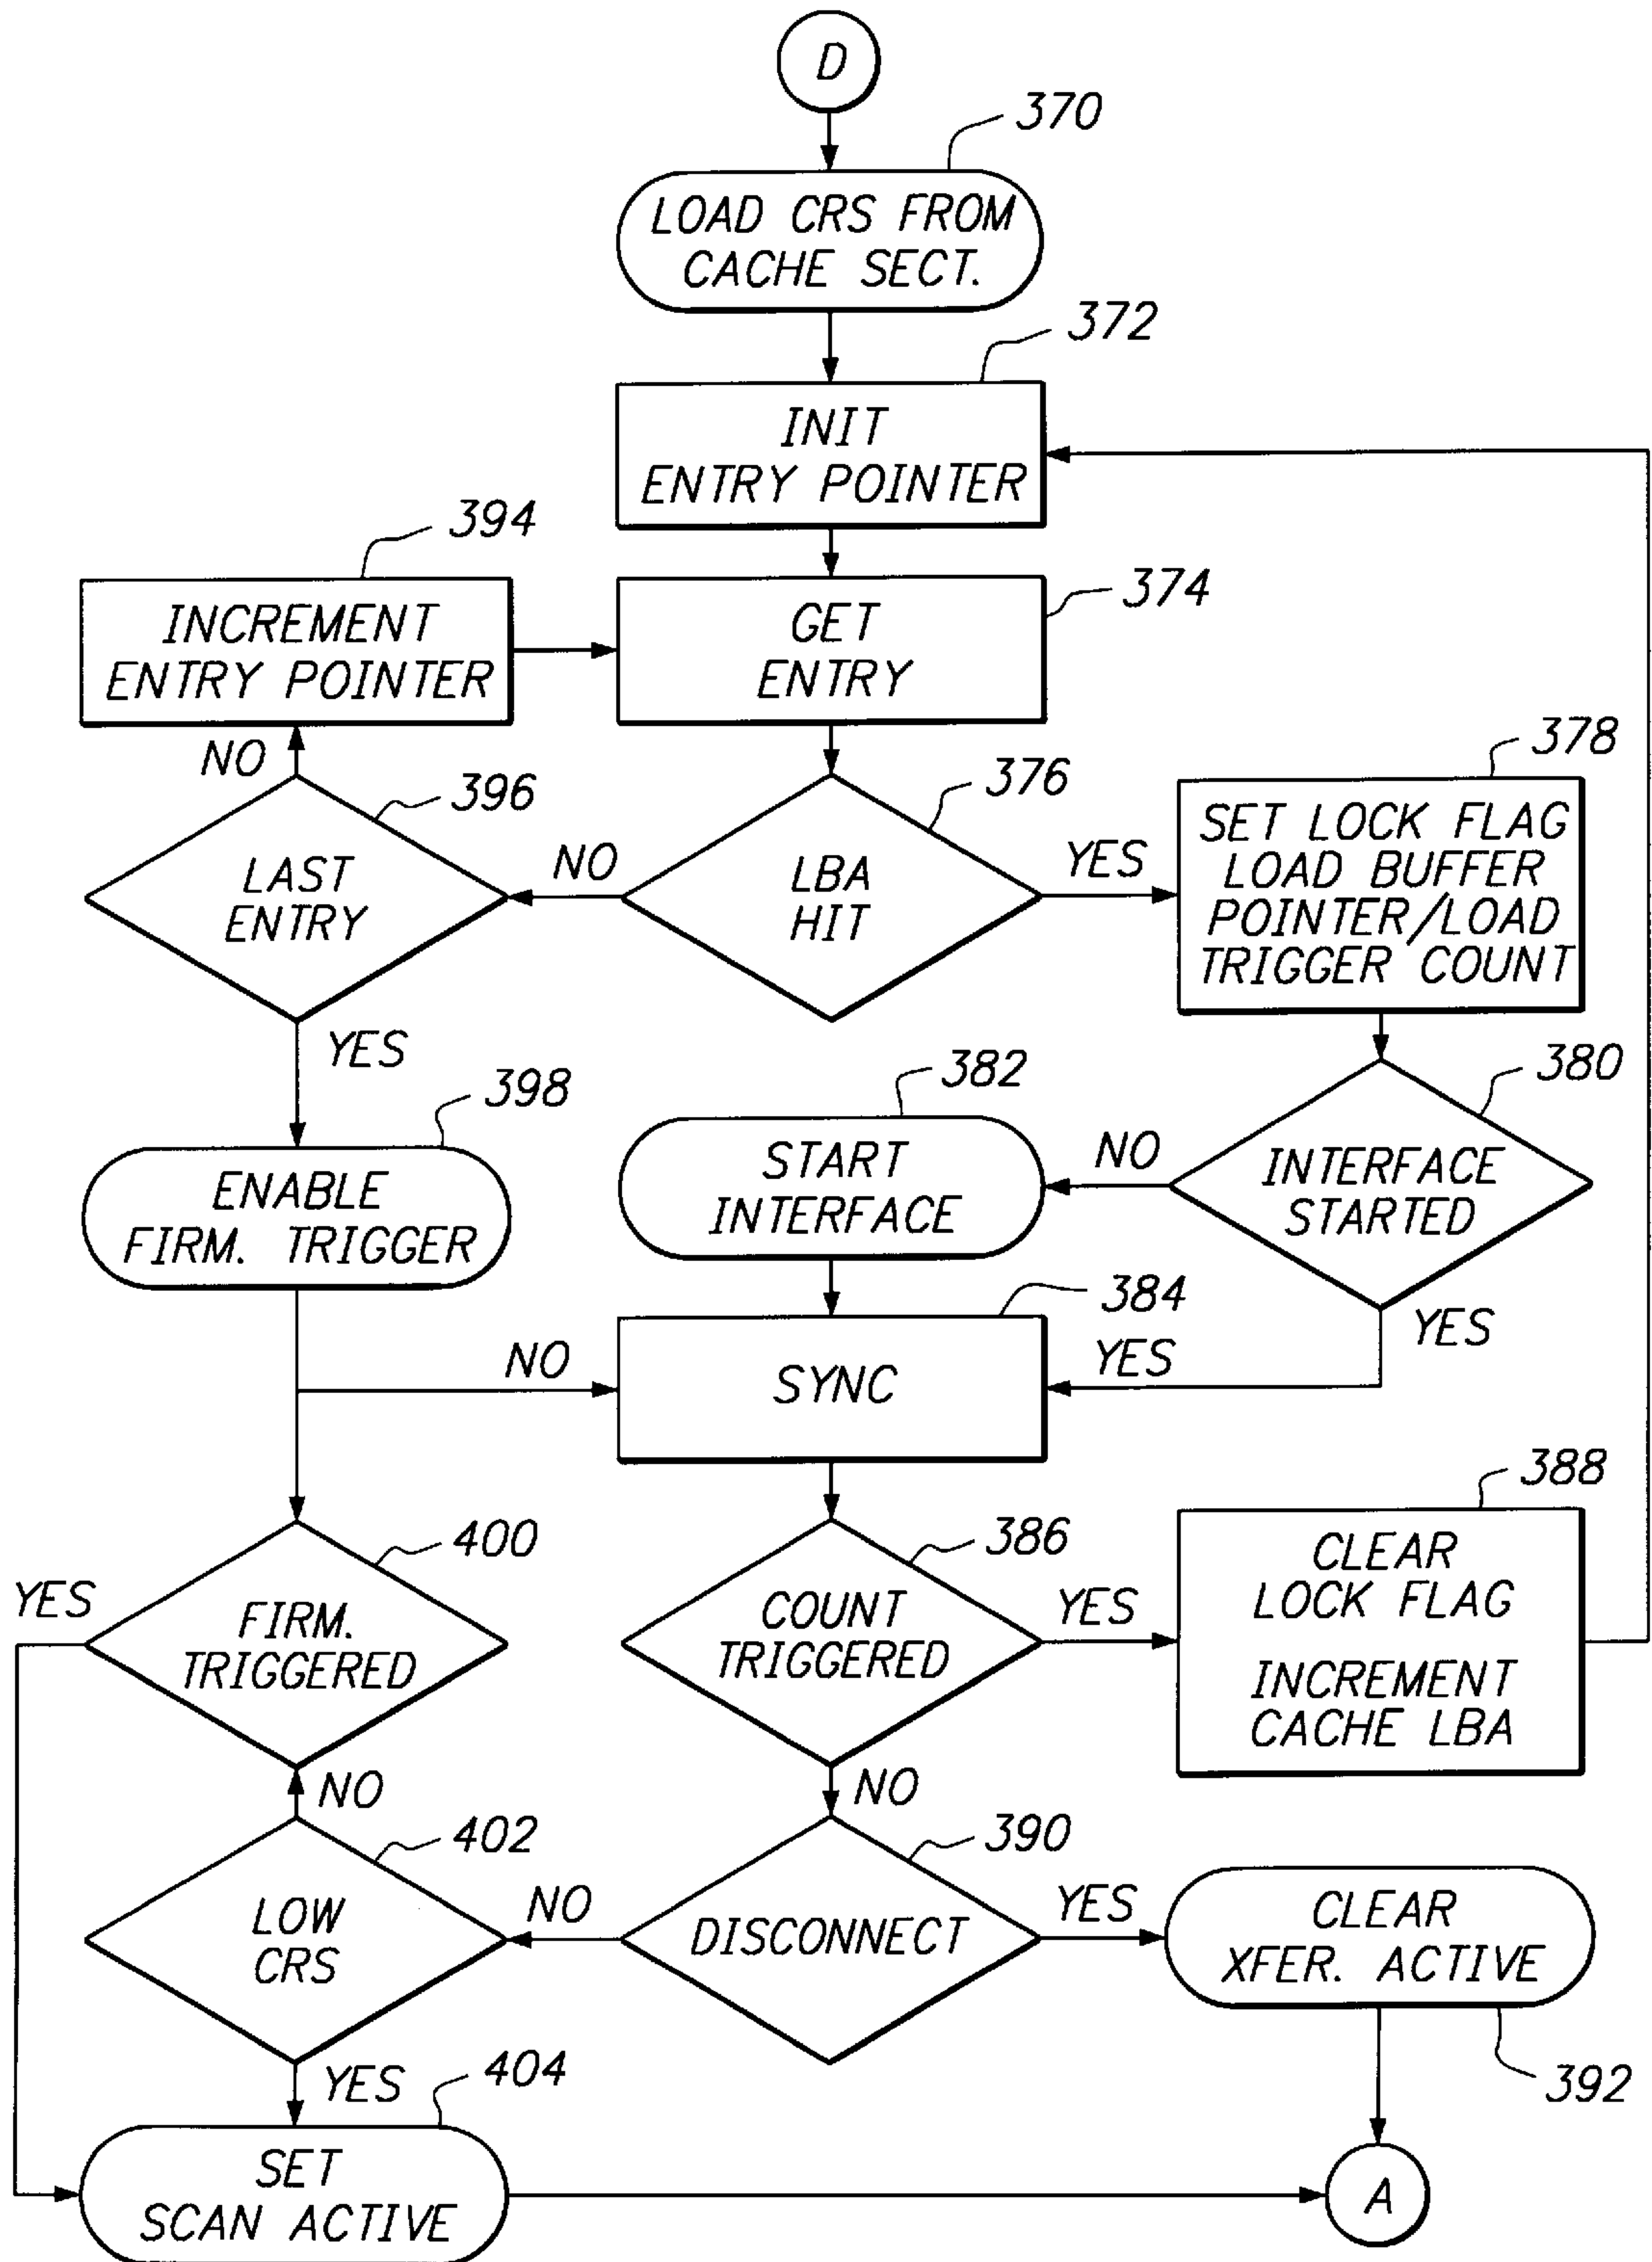 D
370
LOAD CRS FROM
CACHE SECT.
372
INIT
ENTRY POINTER
394
INCREMENT
ENTRY POINTER
374
GET
ENTRY
NO
396
LAST
ENTRY
NO
376
LBA
HIT
YES
378
SET LOCK FLAG
LOAD BUFFER
POINTER/LOAD
TRIGGER COUNT
YES
398
ENABLE
FIRM. TRIGGER
382
START
INTERFACE
NO
380
INTERFACE
STARTED
YES
NO
384
SYNC
YES
400
FIRM.
TRIGGERED
YES
386
COUNT
TRIGGERED
YES
388
CLEAR
LOCK FLAG
INCREMENT
CACHE LBA
NO
NO
402
LOW
CRS
NO
390
DISCONNECT
YES
CLEAR
XFER. ACTIVE
392
YES
404
SET
SCAN ACTIVE
A